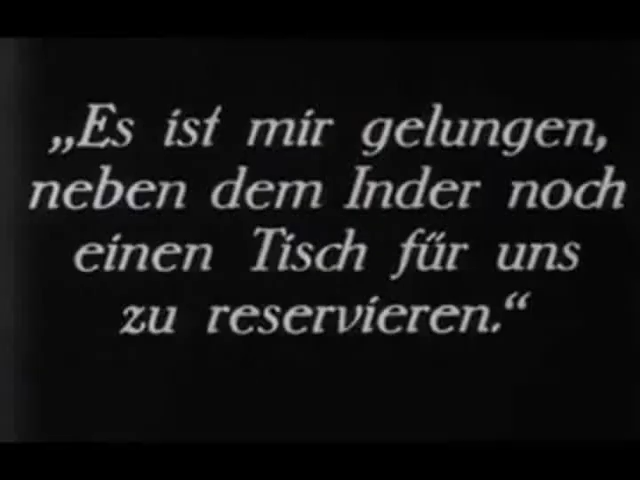 „Es ist mir gelungen,
neben dem Inder noch
einen Tisch für uns
zu reservieren.“